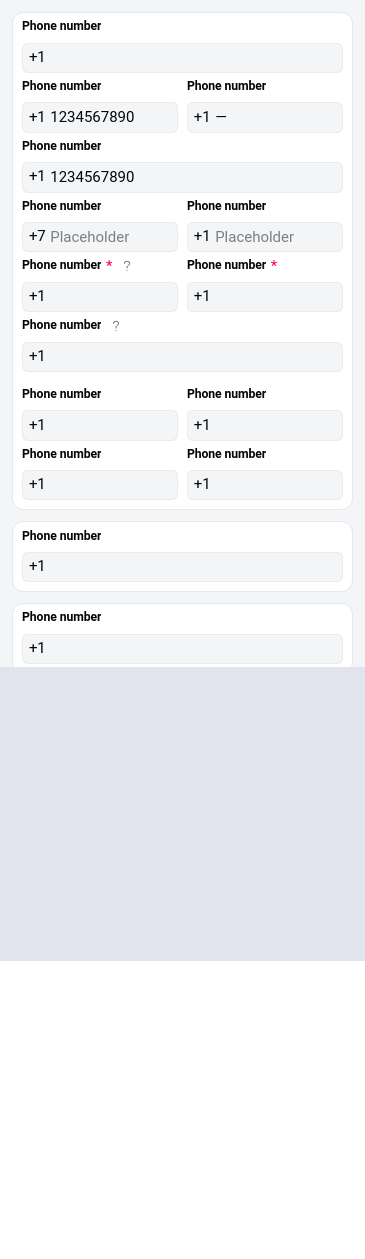 Phone number
+1
Phone number Phone number
+1 1234567890 +1 —
Phone number
+1 1234567890
Phone number Phone number
+7 Placeholder +1 Placeholder
Phone number * ? Phone number *
+1 +1
Phone number ?
+1
Phone number Phone number
+1 +1
Phone number Phone number
+1 +1
Phone number
+1
Phone number
+1